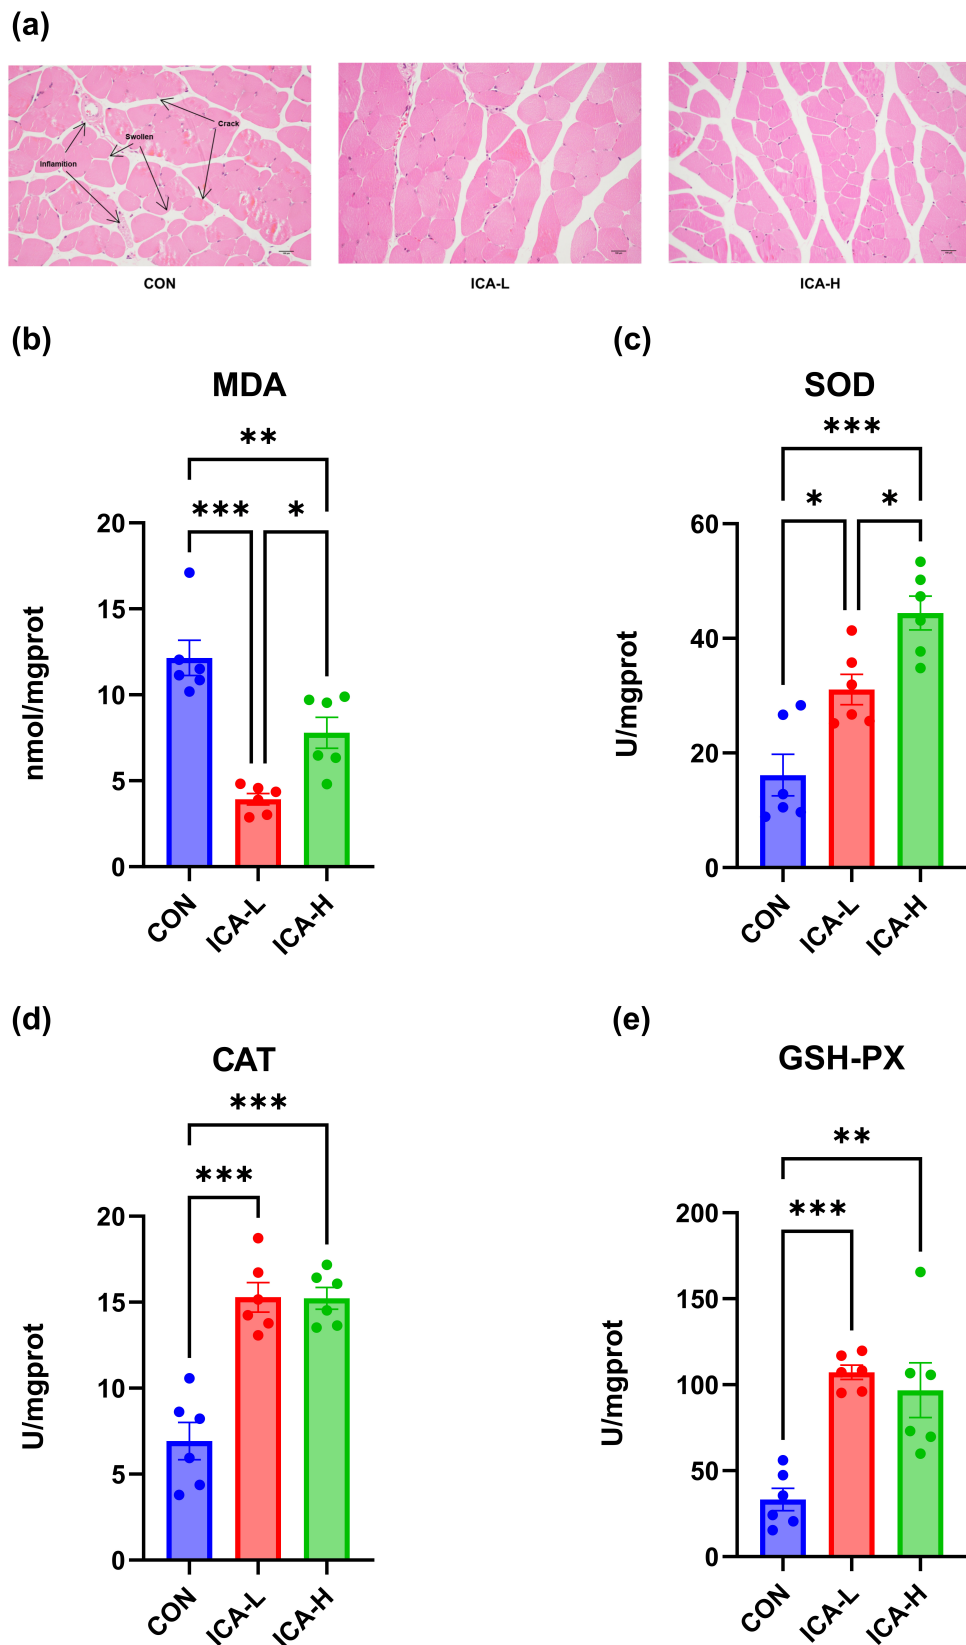 (a)
Crack
Swollen
Inflamition
CON
ICA-L
ICA-H
(b)
MDA
**
***
*
20
15
10
5
0
nmol/mgprot
CON
ICA-L
ICA-H
(c)
SOD
***
*
*
60
40
20
0
U/mgprot
CON
ICA-L
ICA-H
(d)
CAT
***
***
20
15
10
5
0
U/mgprot
CON
ICA-L
ICA-H
(e)
GSH-PX
**
***
200
150
100
50
0
U/mgprot
CON
ICA-L
ICA-H